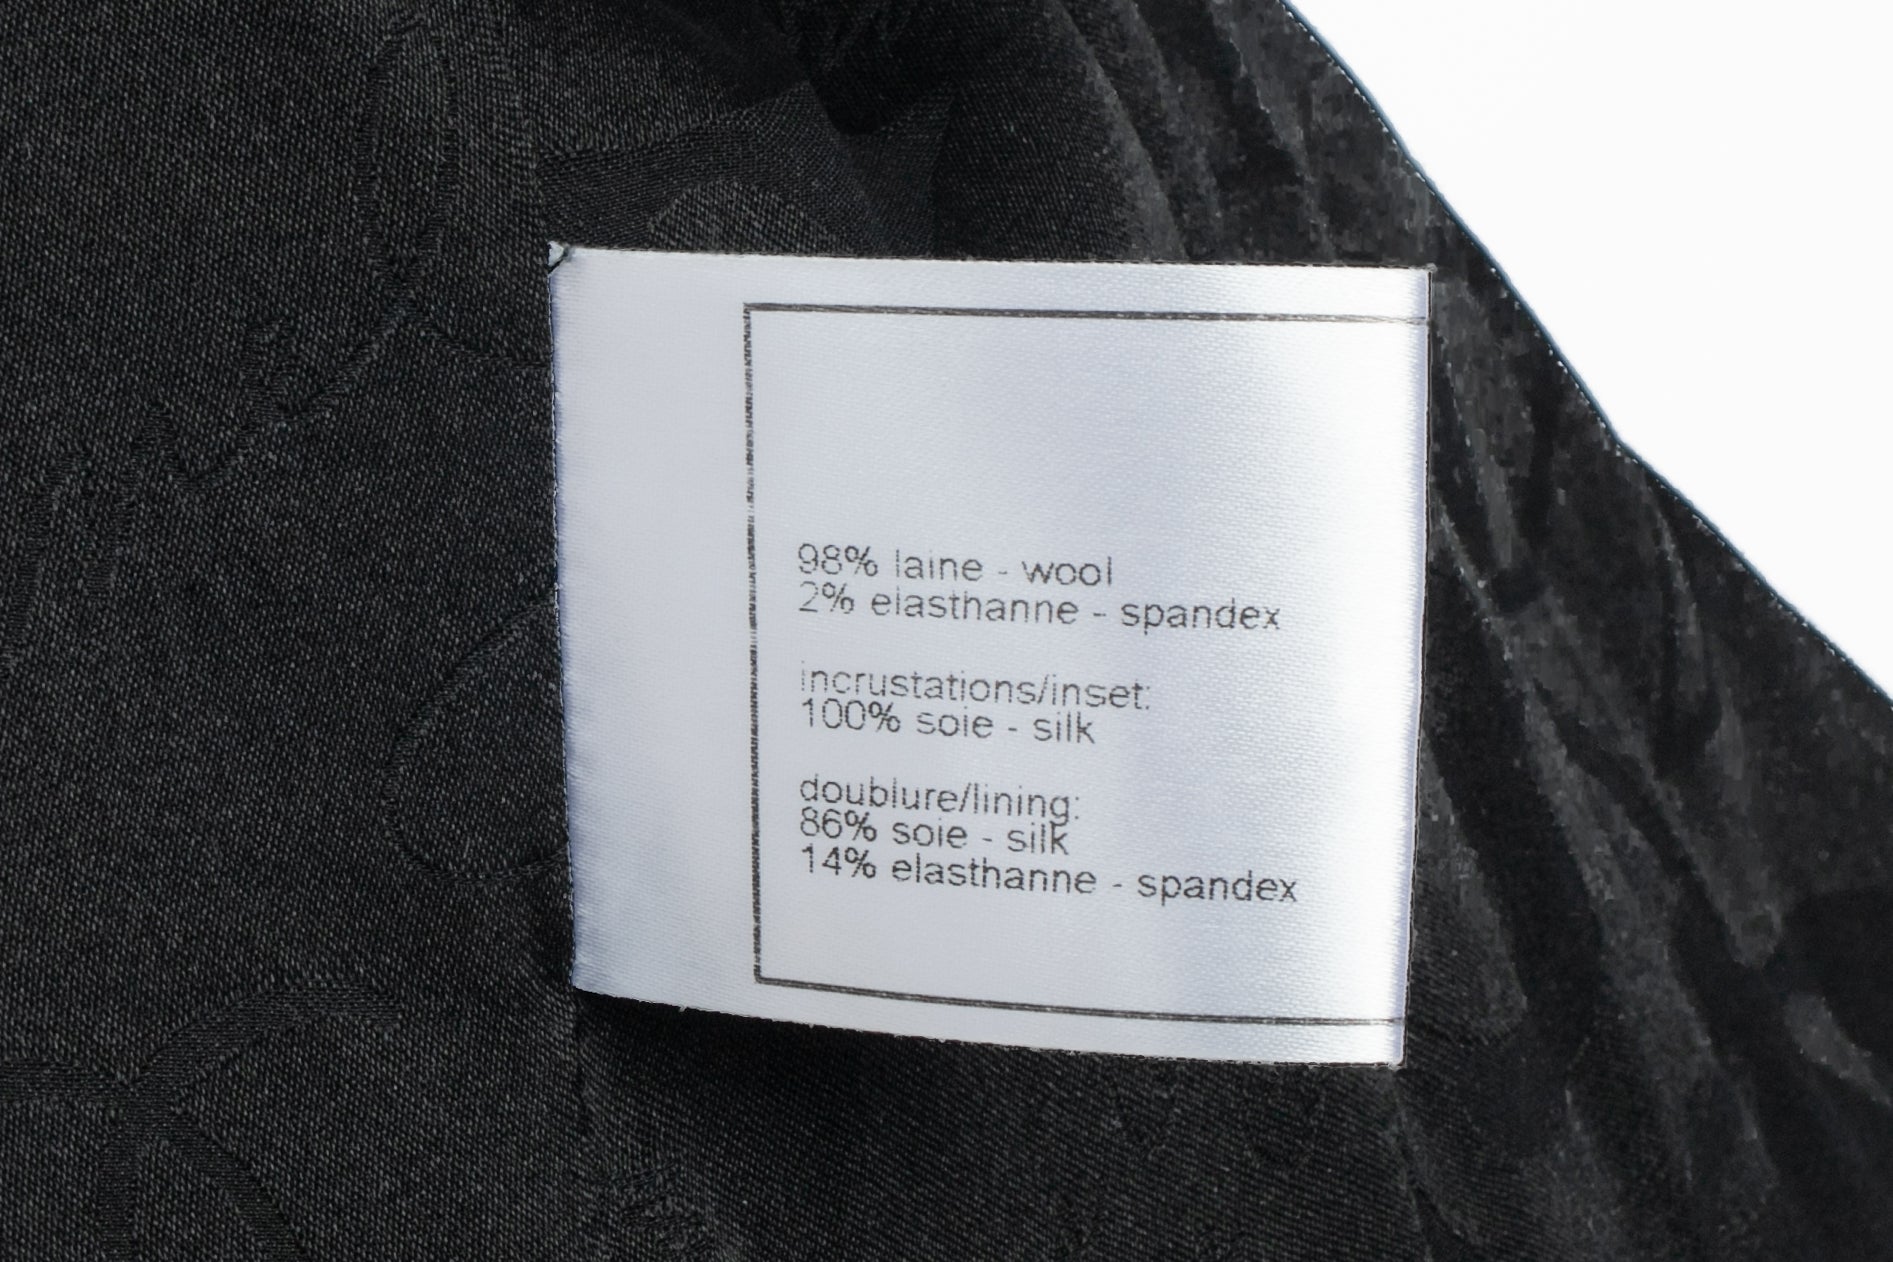 98% laine - wool
2% elasthanne - spandex
incrustations/inset:
100% soie - silk
doublure/lining:
86% soie - silk
14% elasthanne - spandex